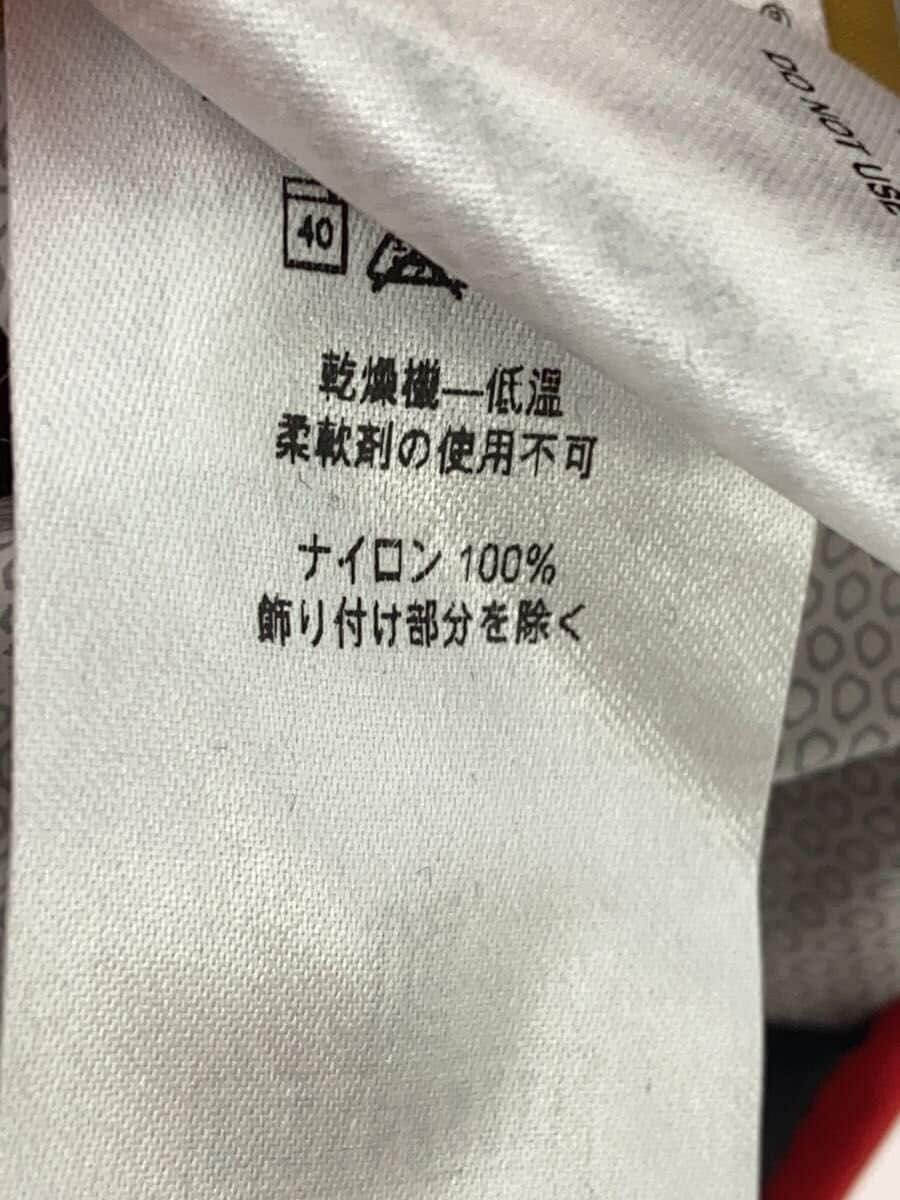 DO NOT USE
40
乾燥機—低温
柔軟剤の使用不可
ナイロン 100%
飾り付け部分を除く